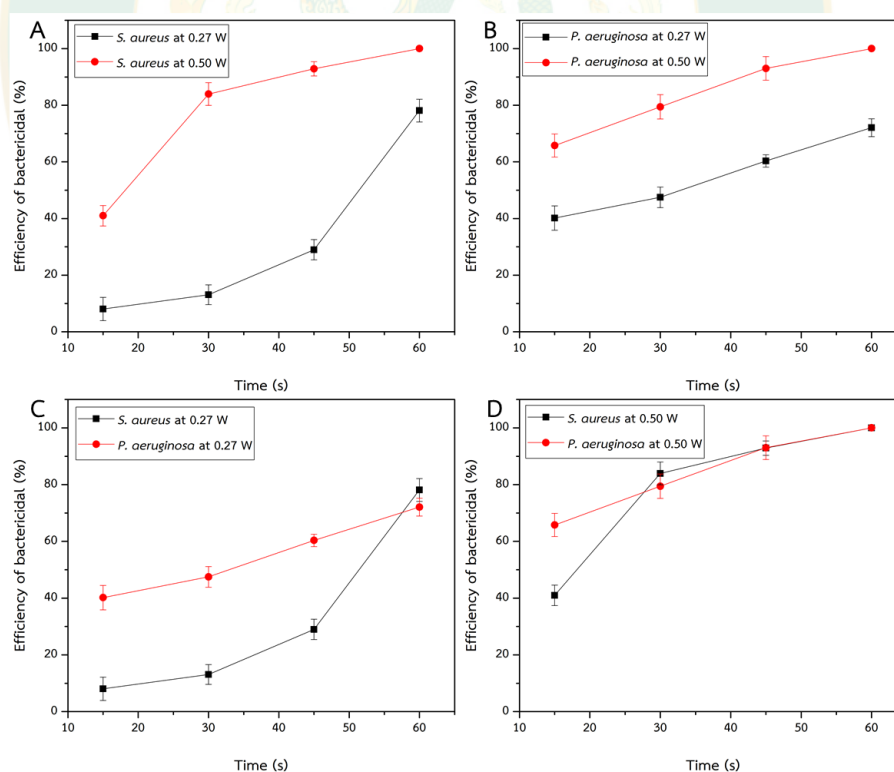 A
S. aureus at 0.27 W
S. aureus at 0.50 W
Efficiency of bactericidal (%)
100
80
60
40
20
0
10 20 30 40 50 60
Time (s)
B
P. aeruginosa at 0.27 W
P. aeruginosa at 0.50 W
Efficiency of bactericidal (%)
100
80
60
40
20
0
10 20 30 40 50 60
Time (s)
C
S. aureus at 0.27 W
P. aeruginosa at 0.27 W
Efficiency of bactericidal (%)
100
80
60
40
20
0
10 20 30 40 50 60
Time (s)
D
S. aureus at 0.50 W
P. aeruginosa at 0.50 W
Efficiency of bactericidal (%)
100
80
60
40
20
0
10 20 30 40 50 60
Time (s)